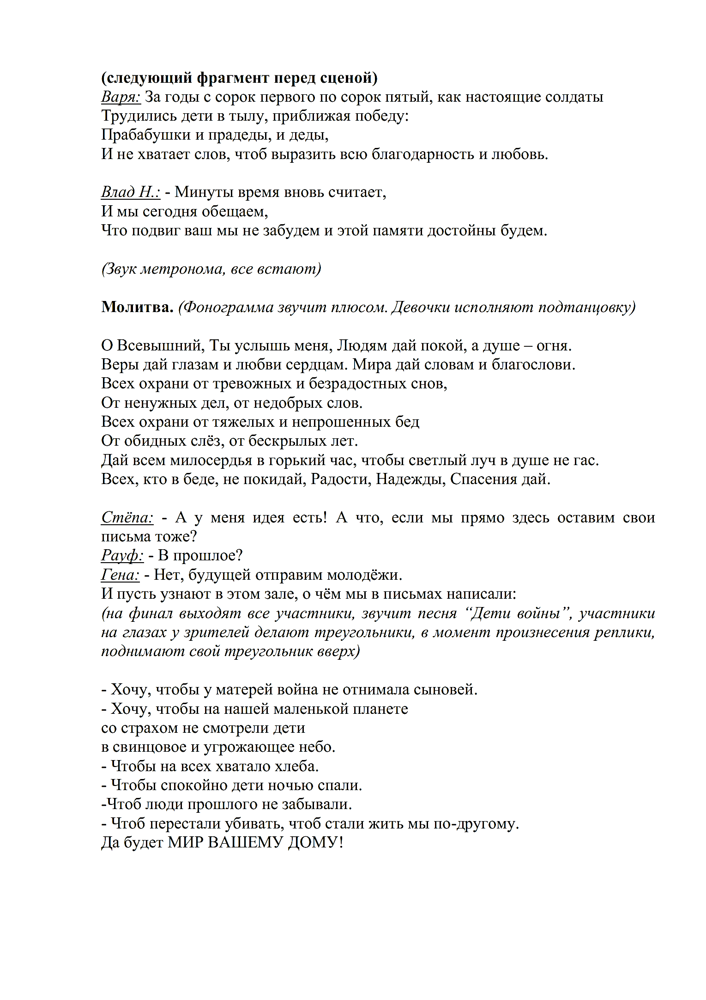 (следующий фрагмент перед сценой)
Варя: За годы с сорок первого по сорок пятый, как настоящие солдаты
Трудились дети в тылу, приближая победу:
Прабабушки и прадеды, и деды,
И не хватает слов, чтоб выразить всю благодарность и любовь.
Влад Н.: - Минуты время вновь считает,
И мы сегодня обещаем,
Что подвиг ваш мы не забудем и этой памяти достойны будем.
(Звук метронома, все встают)
Молитва. (Фонограмма звучит плюсом. Девочки исполняют подтанцовку)
О Всевышний, Ты услышь меня, Людям дай покой, а душе – огня.
Веры дай глазам и любви сердцам. Мира дай словам и благослови.
Всех охрани от тревожных и безрадостных снов,
От ненужных дел, от недобрых слов.
Всех охрани от тяжелых и непрошенных бед
От обидных слёз, от бескрылых лет.
Дай всем милосердья в горький час, чтобы светлый луч в душе не гас.
Всех, кто в беде, не покидай, Радости, Надежды, Спасения дай.
Стёпа: - А у меня идея есть! А что, если мы прямо здесь оставим свои
письма тоже?
Рауф: - В прошлое?
Гена: - Нет, будущей отправим молодёжи.
И пусть узнают в этом зале, о чём мы в письмах написали:
(на финал выходят все участники, звучит песня “Дети войны”, участники
на глазах у зрителей делают треугольники, в момент произнесения реплики,
поднимают свой треугольник вверх)
- Хочу, чтобы у матерей война не отнимала сыновей.
- Хочу, чтобы на нашей маленькой планете
со страхом не смотрели дети
в свинцовое и угрожающее небо.
- Чтобы на всех хватало хлеба.
- Чтобы спокойно дети ночью спали.
-Чтоб люди прошлого не забывали.
- Чтоб перестали убивать, чтоб стали жить мы по-другому.
Да будет МИР ВАШЕМУ ДОМУ!